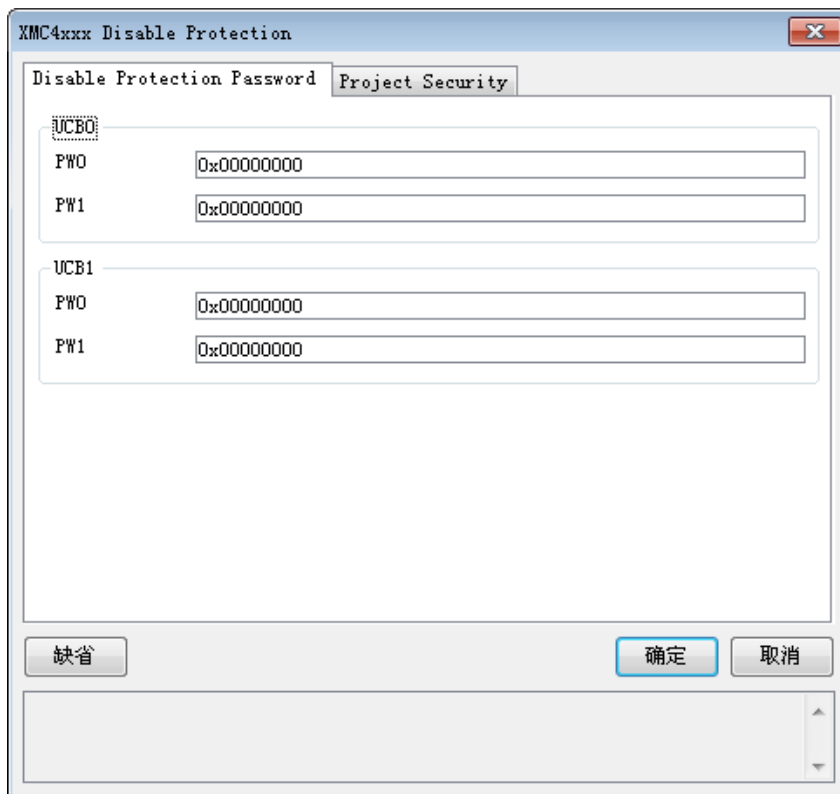 XMC4xxx Disable Protection
Disable Protection Password Project Security
UCB0
PW0 0x00000000
PW1 0x00000000
UCB1
PW0 0x00000000
PW1 0x00000000
缺省 确定 取消